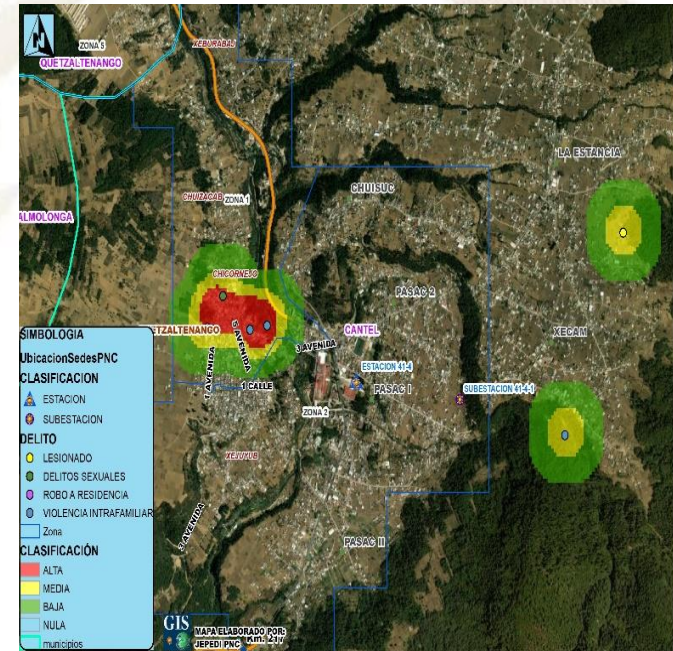 N
ZONA 5
QUETZALTENANGO
XEBURABAJ
LA ESTANCIA
CHUISUC
CHUIZACAB
ZONA 1
ALMOLONGA
CHICORNEJO
PASAC 2
ETZALTENANGO
5 AVENIDA
CANTEL
XECAM
3 AVENIDA
1 AVENIDA
1 CALLE
ESTACION 41-4
PASAC I
SUBESTACION 41-4-1
ZONA 2
XEJUYUB
3 AVENIDA
PASAC II
SIMBOLOGIA
UbicacionSedesPNC
CLASIFICACION
ESTACION
SUBESTACION
DELITO
LESIONADO
DELITOS SEXUALES
ROBO A RESIDENCIA
VIOLENCIA INTRAFAMILIAR
Zona
CLASIFICACIÓN
ALTA
MEDIA
BAJA
NULA
municipios
GIS
MAPA ELABORADO POR:
JEPEDI PNC
Km. 217